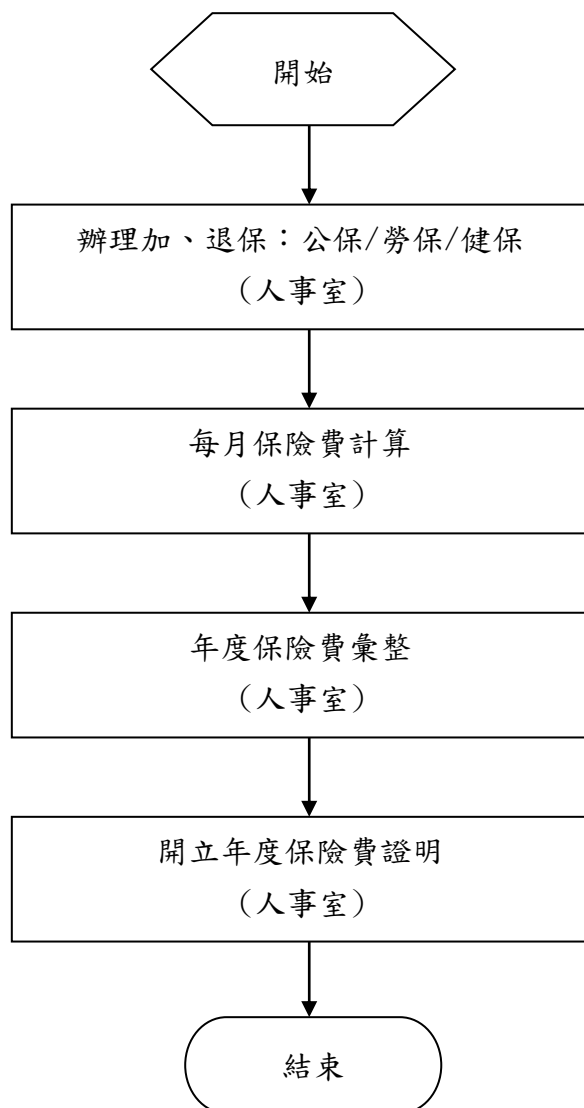 開始
辦理加、退保：公保/勞保/健保
（人事室）
每月保險費計算
（人事室）
年度保險費彙整
（人事室）
開立年度保險費證明
（人事室）
結束